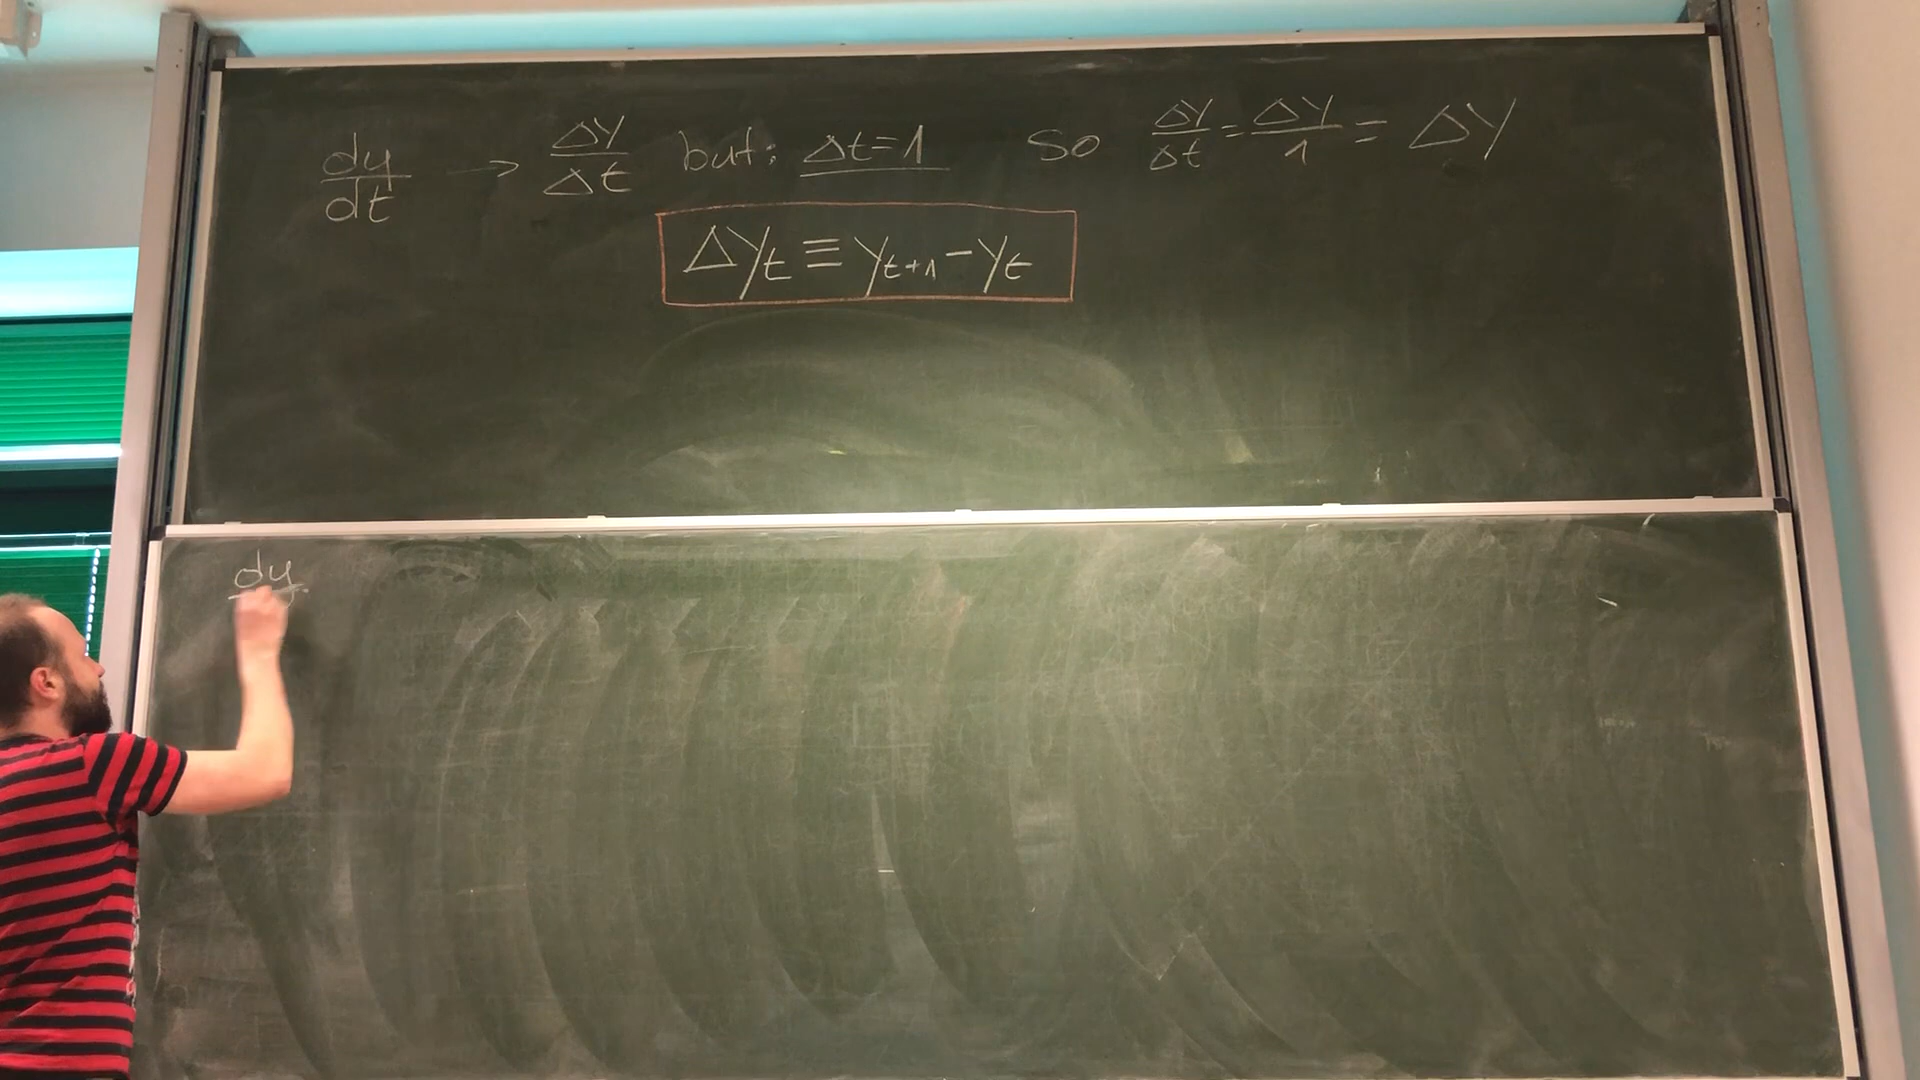 dy/dt → ΔY/Δt but: Δt=1 So ΔY/Δt = ΔY/1 = ΔY
Δy_t ≡ y_{t+1} - y_t
dy